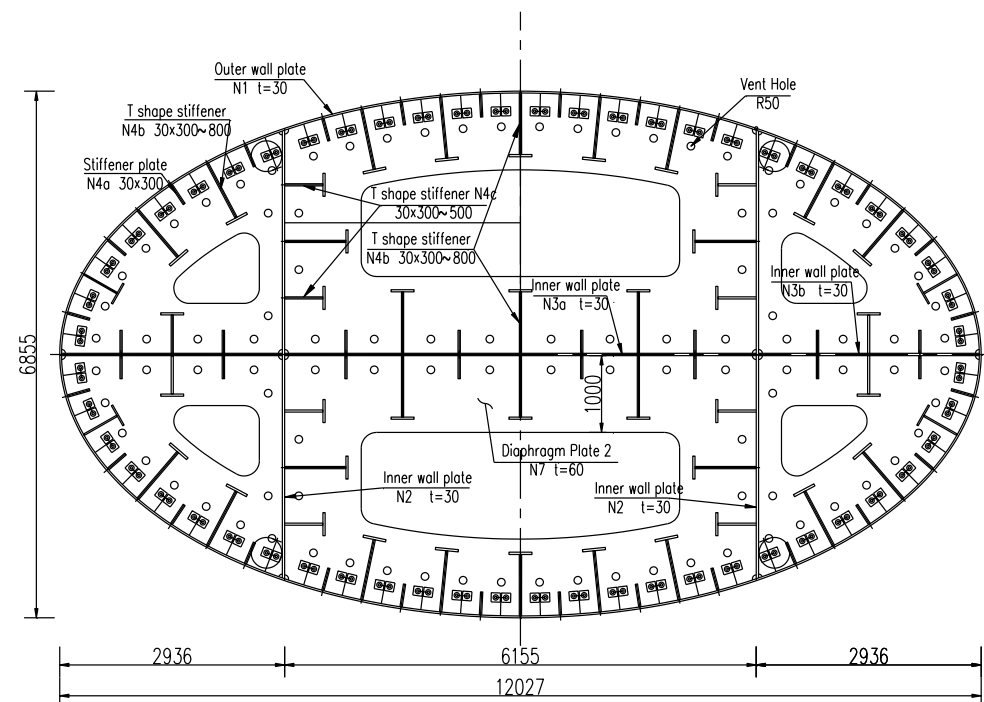 Outer wall plate
N1 t=30
Vent Hole
R50
T shape stiffener
N4b 30x300~800
Stiffener plate
N4a 30x300
T shape stiffener N4c
30x300~500
T shape stiffener
N4b 30x300~800
Inner wall plate
N3a t=30
Inner wall plate
N3b t=30
6855
1000
Diaphragm Plate 2
N7 t=60
Inner wall plate
N2 t=30
Inner wall plate
N2 t=30
2936
6155
2936
12027